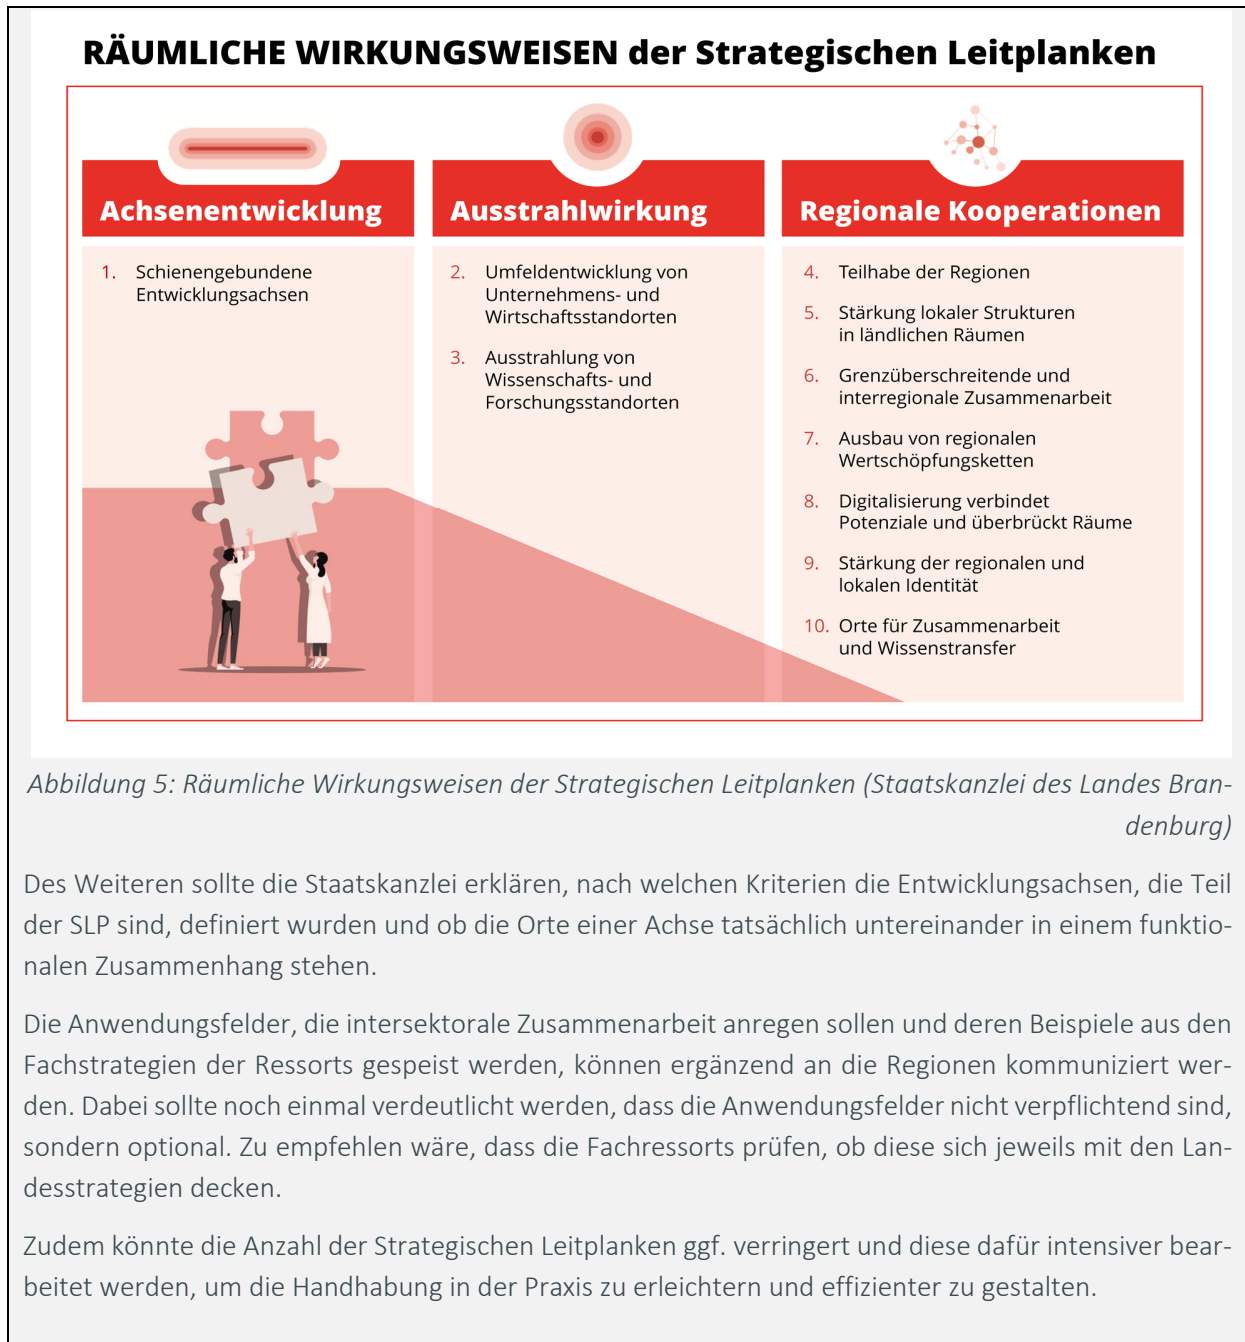 RÄUMLICHE WIRKUNGSWEISEN der Strategischen Leitplanken
Achsenentwicklung
1. Schienengebundene
Entwicklungsachsen
Ausstrahlwirkung
2. Umfeldentwicklung von
Unternehmens- und
Wirtschaftsstandorten
3. Ausstrahlung von
Wissenschafts- und
Forschungsstandorten
Regionale Kooperationen
4. Teilhabe der Regionen
5. Stärkung lokaler Strukturen
in ländlichen Räumen
6. Grenzüberschreitende und
interregionale Zusammenarbeit
7. Ausbau von regionalen
Wertschöpfungsketten
8. Digitalisierung verbindet
Potenziale und überbrückt Räume
9. Stärkung der regionalen und
lokalen Identität
10. Orte für Zusammenarbeit
und Wissenstransfer
Abbildung 5: Räumliche Wirkungsweisen der Strategischen Leitplanken (Staatskanzlei des Landes Bran-
denburg)
Des Weiteren sollte die Staatskanzlei erklären, nach welchen Kriterien die Entwicklungsachsen, die Teil
der SLP sind, definiert wurden und ob die Orte einer Achse tatsächlich untereinander in einem funktio-
nalen Zusammenhang stehen.
Die Anwendungsfelder, die intersektorale Zusammenarbeit anregen sollen und deren Beispiele aus den
Fachstrategien der Ressorts gespeist werden, können ergänzend an die Regionen kommuniziert wer-
den. Dabei sollte noch einmal verdeutlicht werden, dass die Anwendungsfelder nicht verpflichtend sind,
sondern optional. Zu empfehlen wäre, dass die Fachressorts prüfen, ob diese sich jeweils mit den Lan-
desstrategien decken.
Zudem könnte die Anzahl der Strategischen Leitplanken ggf. verringert und diese dafür intensiver bear-
beitet werden, um die Handhabung in der Praxis zu erleichtern und effizienter zu gestalten.